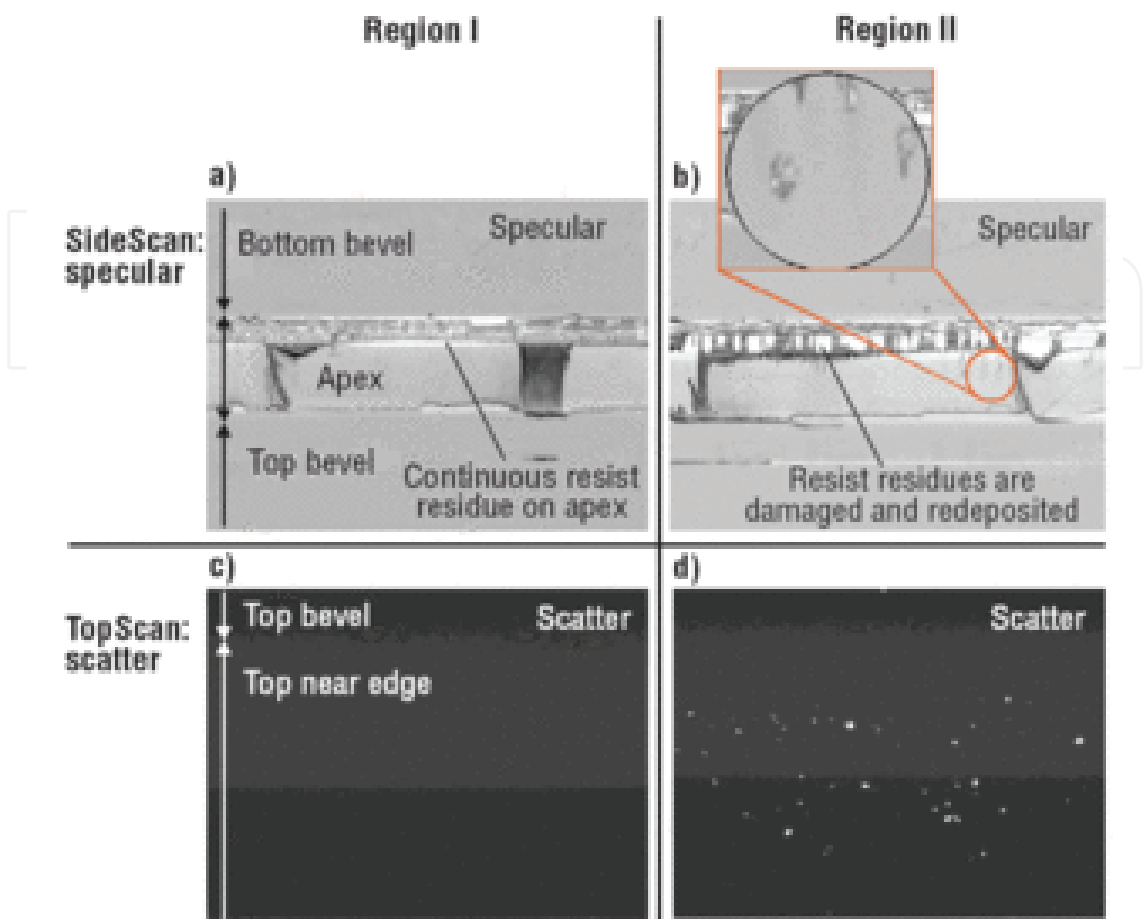 Region I
Region II
a)
b)
SideScan:
specular
Bottom bevel
Specular
Specular
Apex
Top bevel
Continuous resist
residue on apex
Resist residues are
damaged and redeposited
c)
d)
TopScan:
scatter
Top bevel
Scatter
Scatter
Top near edge